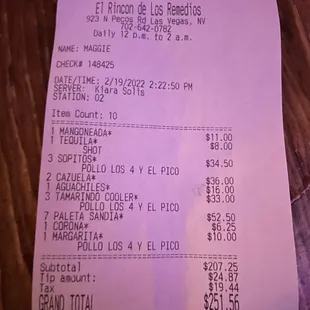 El Rincon de Los Remedios
923 N Pecos Rd Las Vegas, NV
702-642-0782
Daily 12 p.m. to 2 a.m.
NAME: MAGGIE
CHECK# 148425
DATE/TIME: 2/19/2022 2:22:50 PM
SERVER: Kiara Solis
STATION: 02
Item Count: 10
1 MANGONEADA* $11.00
1 TEQUILA* $8.00
SHOT
3 SOPITOS* $34.50
POLLO LOS 4 Y EL PICO
2 CAZUELA* $36.00
1 AGUACHILES* $16.00
3 TAMARINDO COOLER* $33.00
POLLO LOS 4 Y EL PICO
7 PALETA SANDIA* $52.50
1 CORONA* $6.25
1 MARGARITA* $10.00
POLLO LOS 4 Y EL PICO
Subtotal $207.25
Tip amount: $24.87
Tax $19.44
GRAND TOTAL $251.56